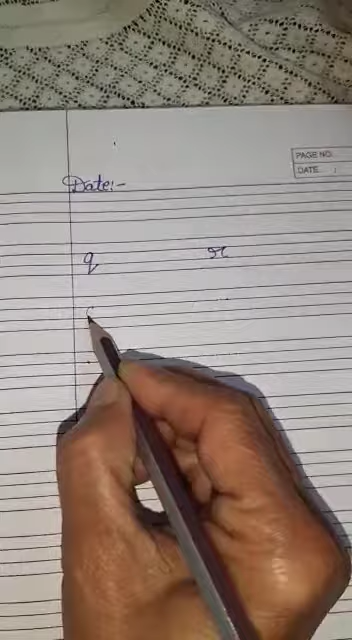 PAGE NO.
DATE :
Date:-
q r